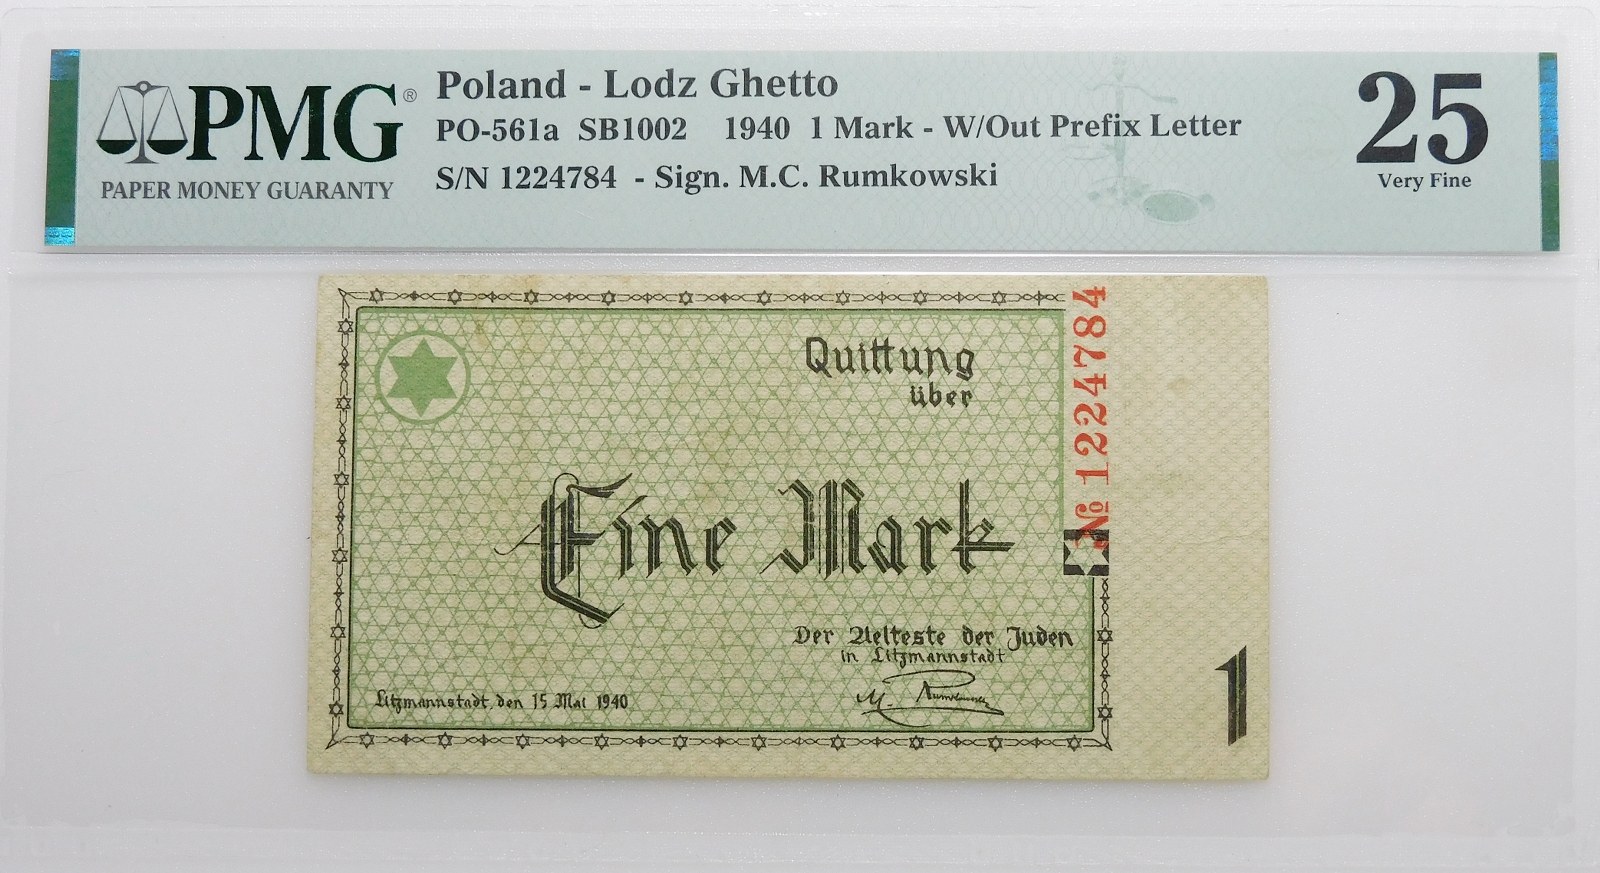 PMG®
PAPER MONEY GUARANTY
Poland - Lodz Ghetto
PO-561a SB1002 1940 1 Mark - W/Out Prefix Letter
S/N 1224784 - Sign. M.C. Rumkowski
25
Very Fine
Quittung
über
Eine Mark
№ 1224784
Der Aelteste der Juden
in Litzmannstadt
M. Rumkowski
Litzmannstadt, den 15 Mai 1940
1